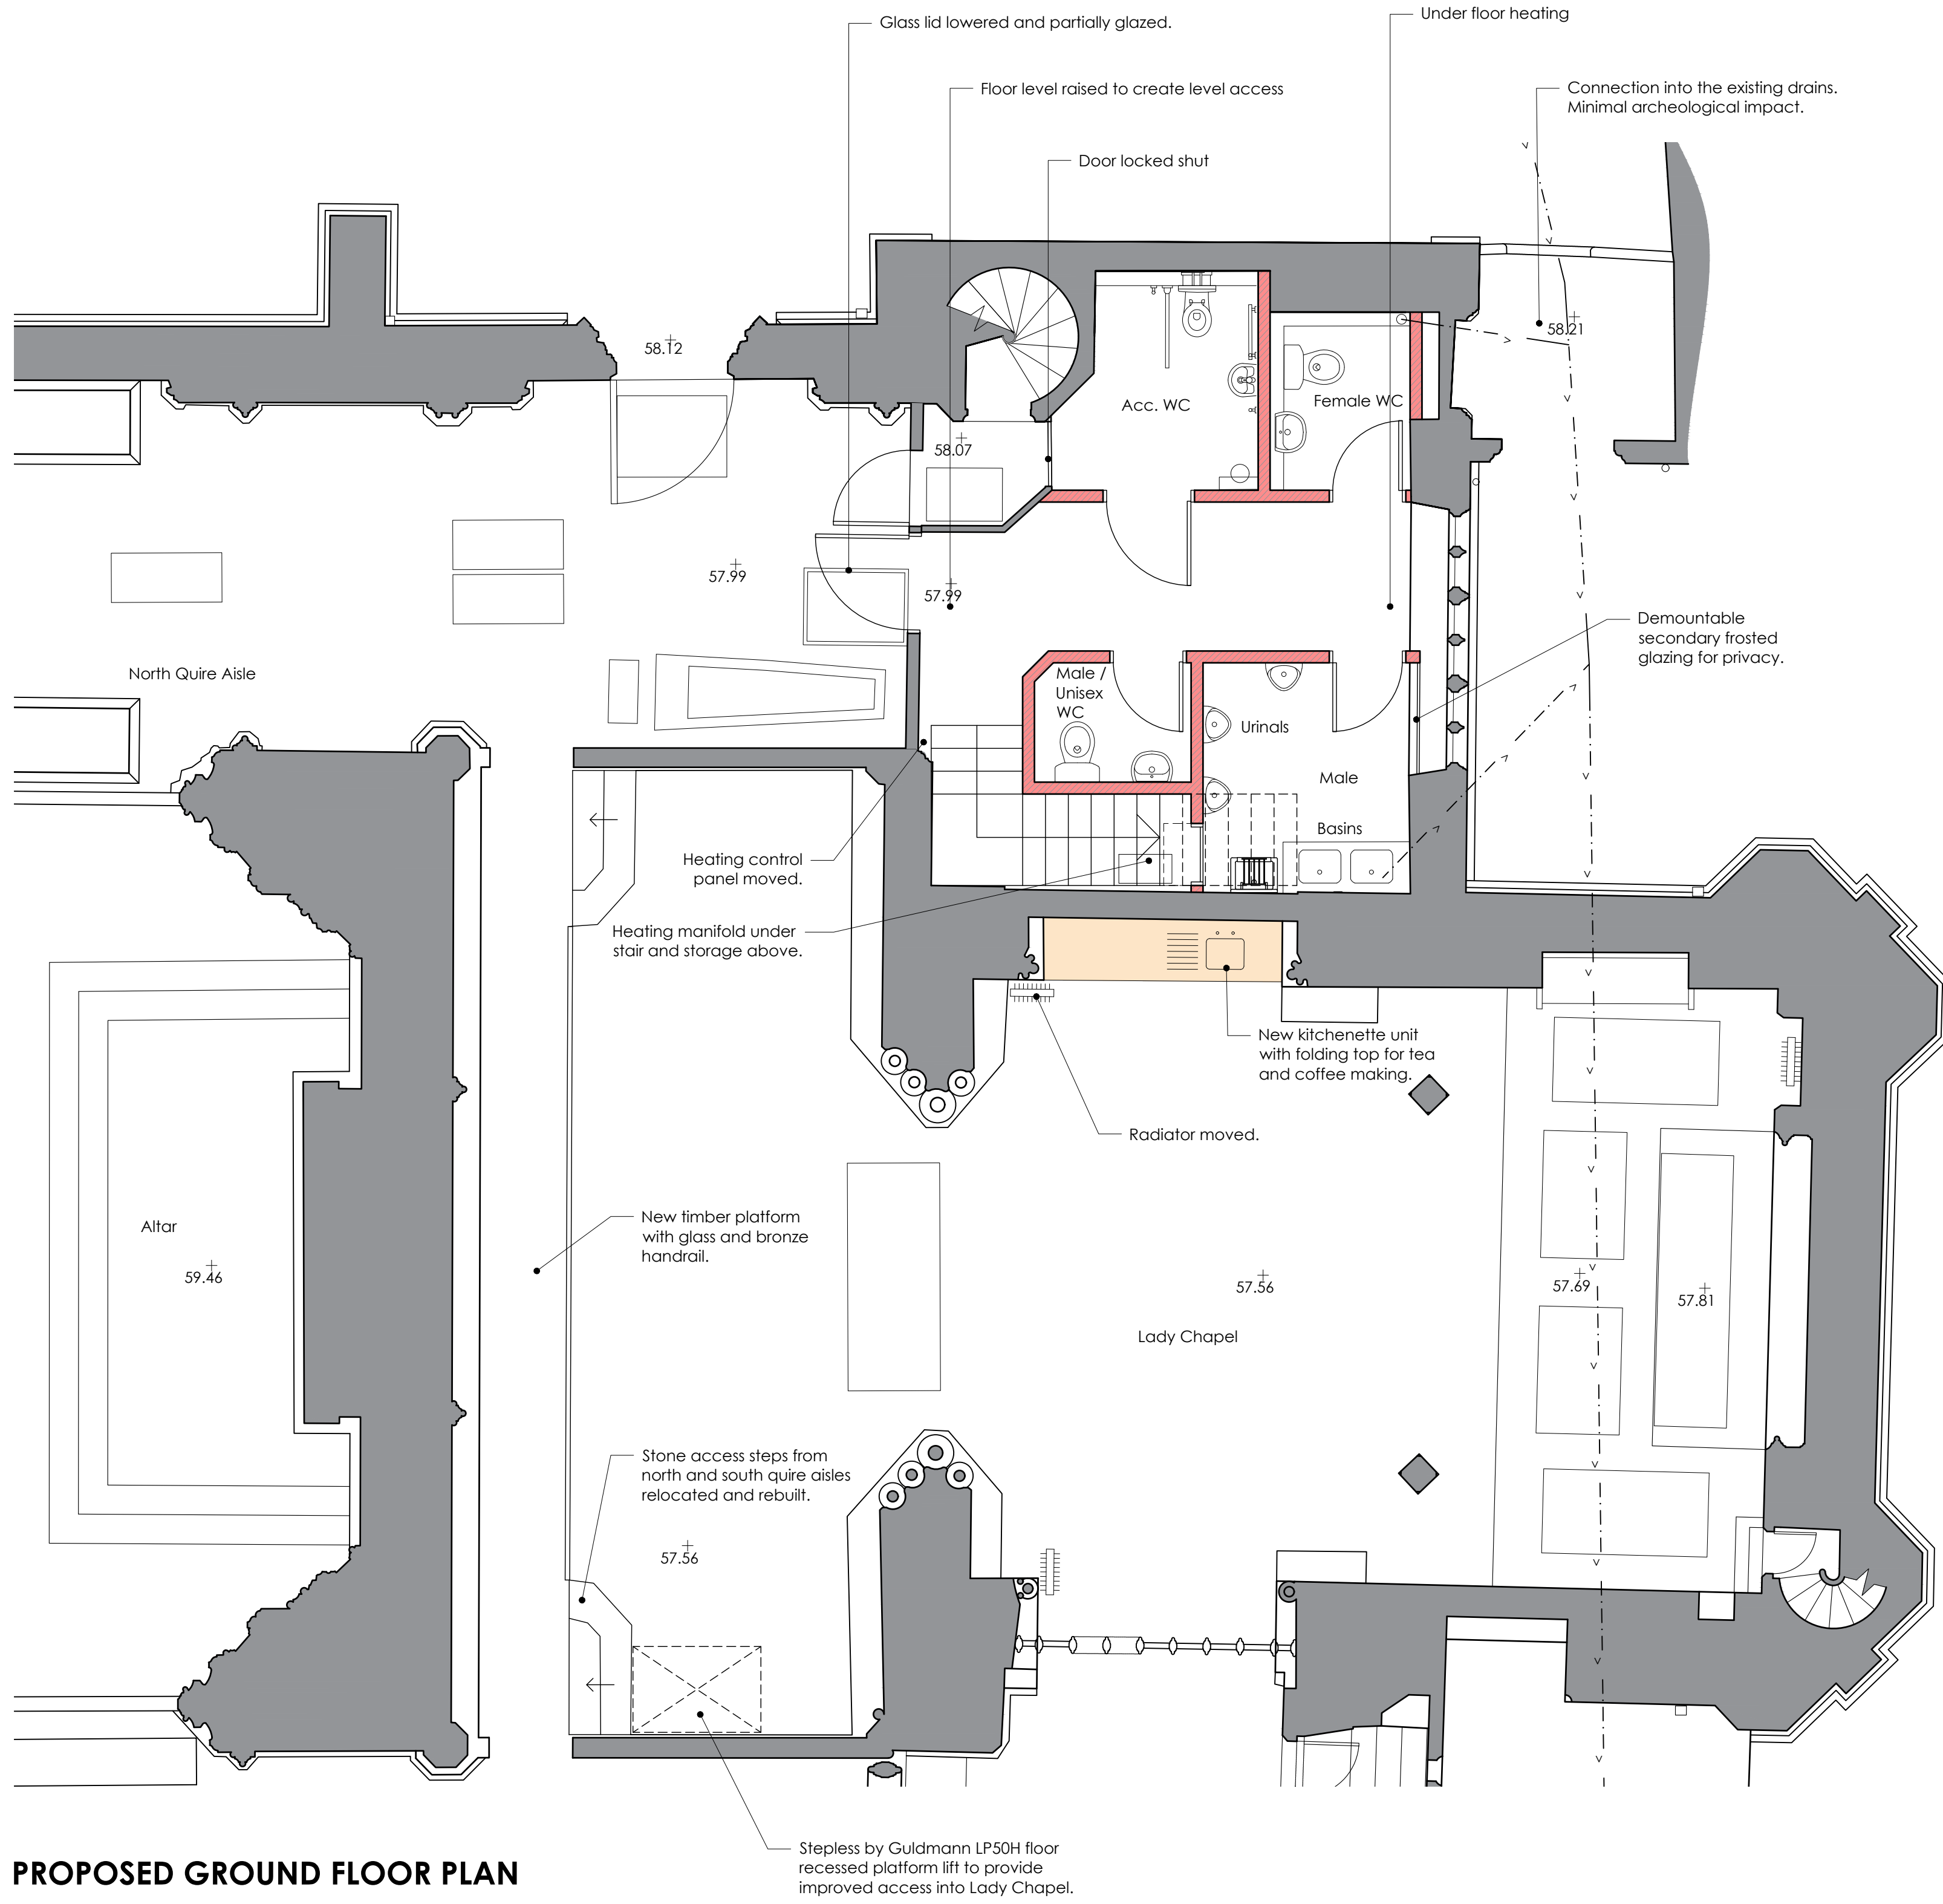 Glass lid lowered and partially glazed.
Under floor heating
Floor level raised to create level access
Connection into the existing drains.
Minimal archeological impact.
Door locked shut
58.12
58.21
Acc. WC
Female WC
58.07
57.99
57.99
Demountable
secondary frosted
glazing for privacy.
North Quire Aisle
Male /
Unisex
WC
Urinals
Male
Basins
Heating control
panel moved.
Heating manifold under
stair and storage above.
New kitchenette unit
with folding top for tea
and coffee making.
Radiator moved.
New timber platform
with glass and bronze
handrail.
Altar
59.46
57.56
57.69
57.81
Lady Chapel
Stone access steps from
north and south quire aisles
relocated and rebuilt.
57.56
Stepless by Guldmann LP50H floor
recessed platform lift to provide
improved access into Lady Chapel.
PROPOSED GROUND FLOOR PLAN